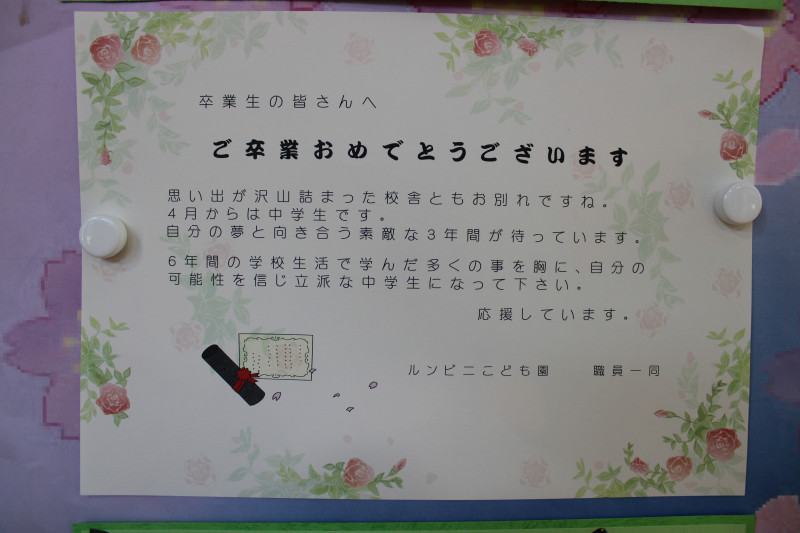 卒業生の皆さんへ
ご卒業おめでとうございます
思い出が沢山詰まった校舎ともお別れですね。
4月からは中学生です。
自分の夢と向き合う素敵な3年間が待っています。
6年間の学校生活で学んだ多くの事を胸に、自分の
可能性を信じ立派な中学生になって下さい。
応援しています。
ルンビニこども園　職員一同